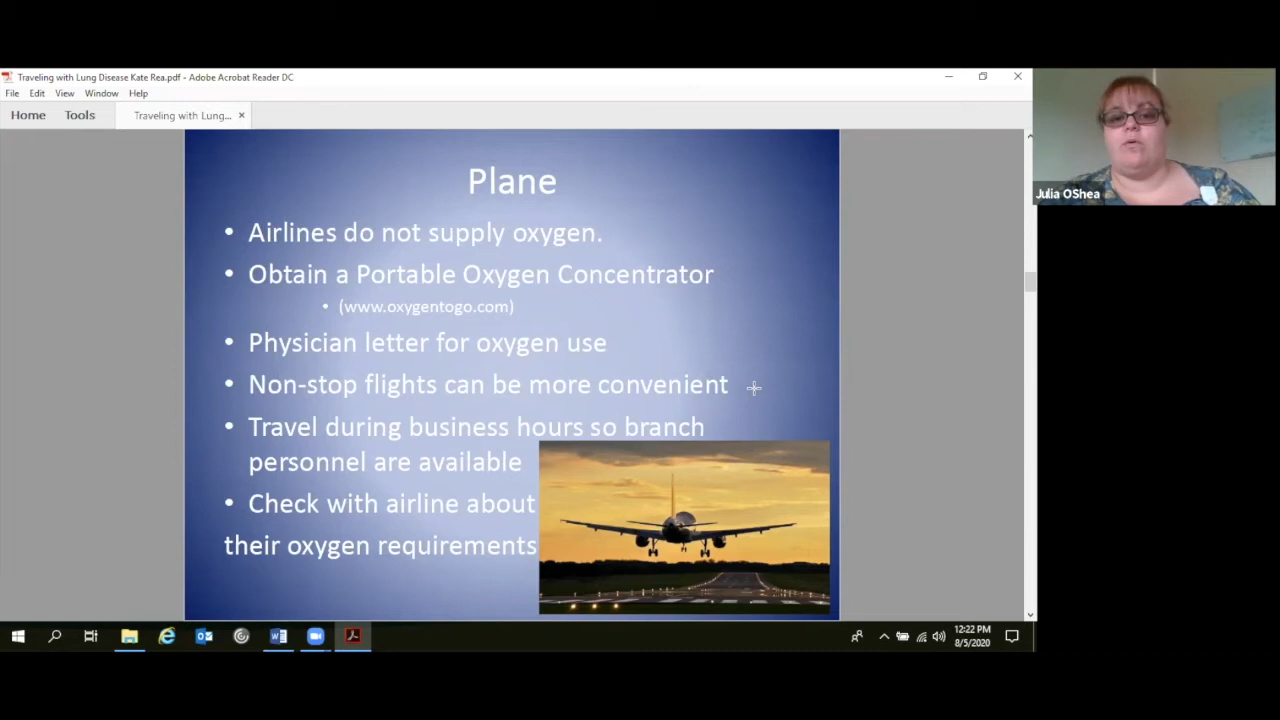 Traveling with Lung Disease Kate Rea.pdf - Adobe Acrobat Reader DC
File Edit View Window Help
Home Tools Traveling with Lung... ×
Plane
• Airlines do not supply oxygen.
• Obtain a Portable Oxygen Concentrator
• (www.oxygentogo.com)
• Physician letter for oxygen use
• Non-stop flights can be more convenient
• Travel during business hours so branch
personnel are available
• Check with airline about
their oxygen requirements
Julia OShea
12:22 PM
8/5/2020